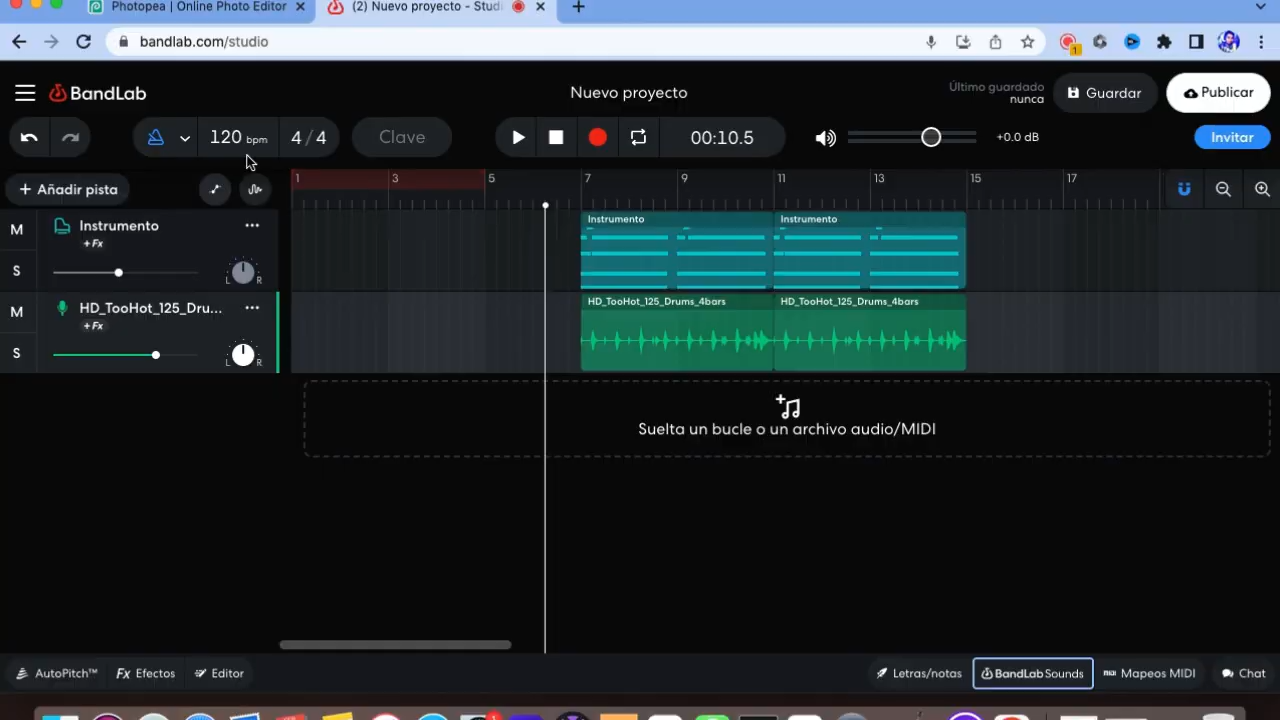 Photopea | Online Photo Editor
(2) Nuevo proyecto - Studi
bandlab.com/studio
1
BandLab
Nuevo proyecto
Último guardado
nunca
Guardar
Publicar
120 bpm
4 / 4
Clave
00:10.5
+0.0 dB
Invitar
+ Añadir pista
1 3 5 7 9 11 13 15 17
M
Instrumento
...
+Fx
S
L R
Instrumento
Instrumento
M
HD_TooHot_125_Dru...
...
+Fx
S
L R
HD_TooHot_125_Drums_4bars
HD_TooHot_125_Drums_4bars
Suelta un bucle o un archivo audio/MIDI
AutoPitch™
Fx Efectos
Editor
Letras/notas
BandLab Sounds
Mapeos MIDI
Chat